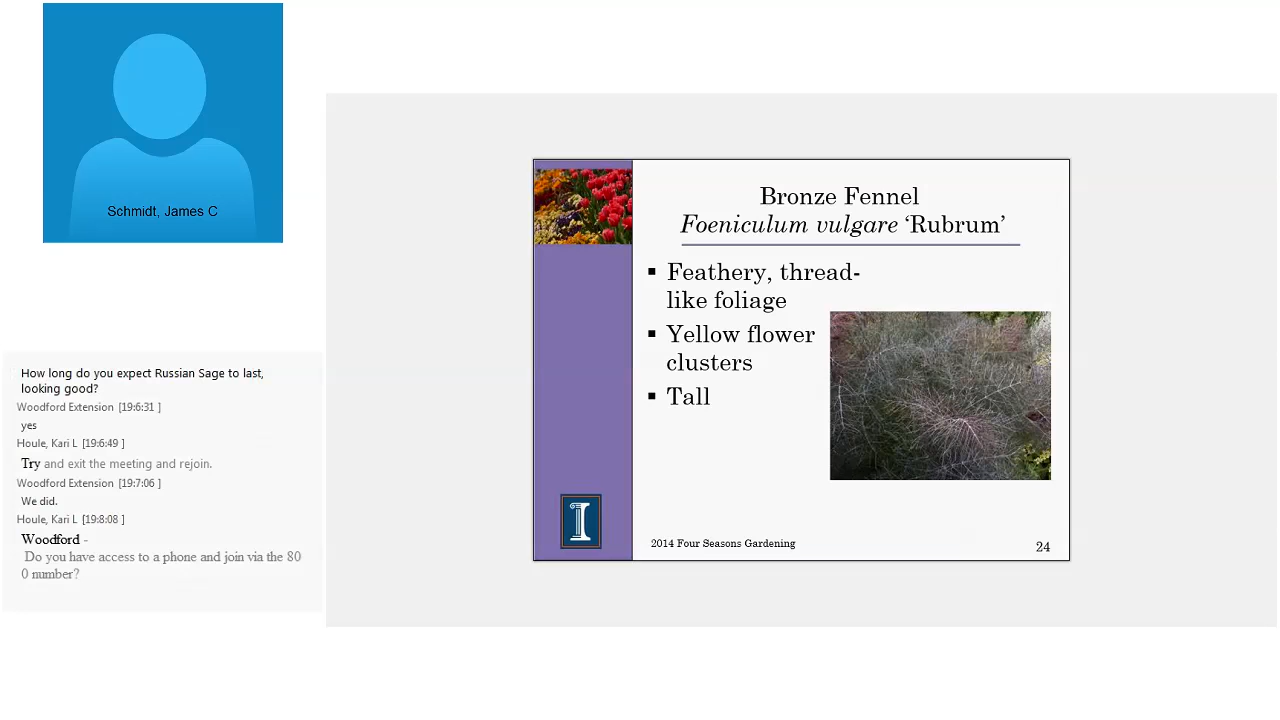 Schmidt, James C
How long do you expect Russian Sage to last,
looking good?
Woodford Extension [19:6:31 ]
yes
Houle, Kari L [19:6:49 ]
Try and exit the meeting and rejoin.
Woodford Extension [19:7:06 ]
We did.
Houle, Kari L [19:8:08 ]
Woodford -
Do you have access to a phone and join via the 80
0 number?
Bronze Fennel
Foeniculum vulgare ‘Rubrum’
▪ Feathery, thread-
like foliage
▪ Yellow flower
clusters
▪ Tall
I
2014 Four Seasons Gardening
24